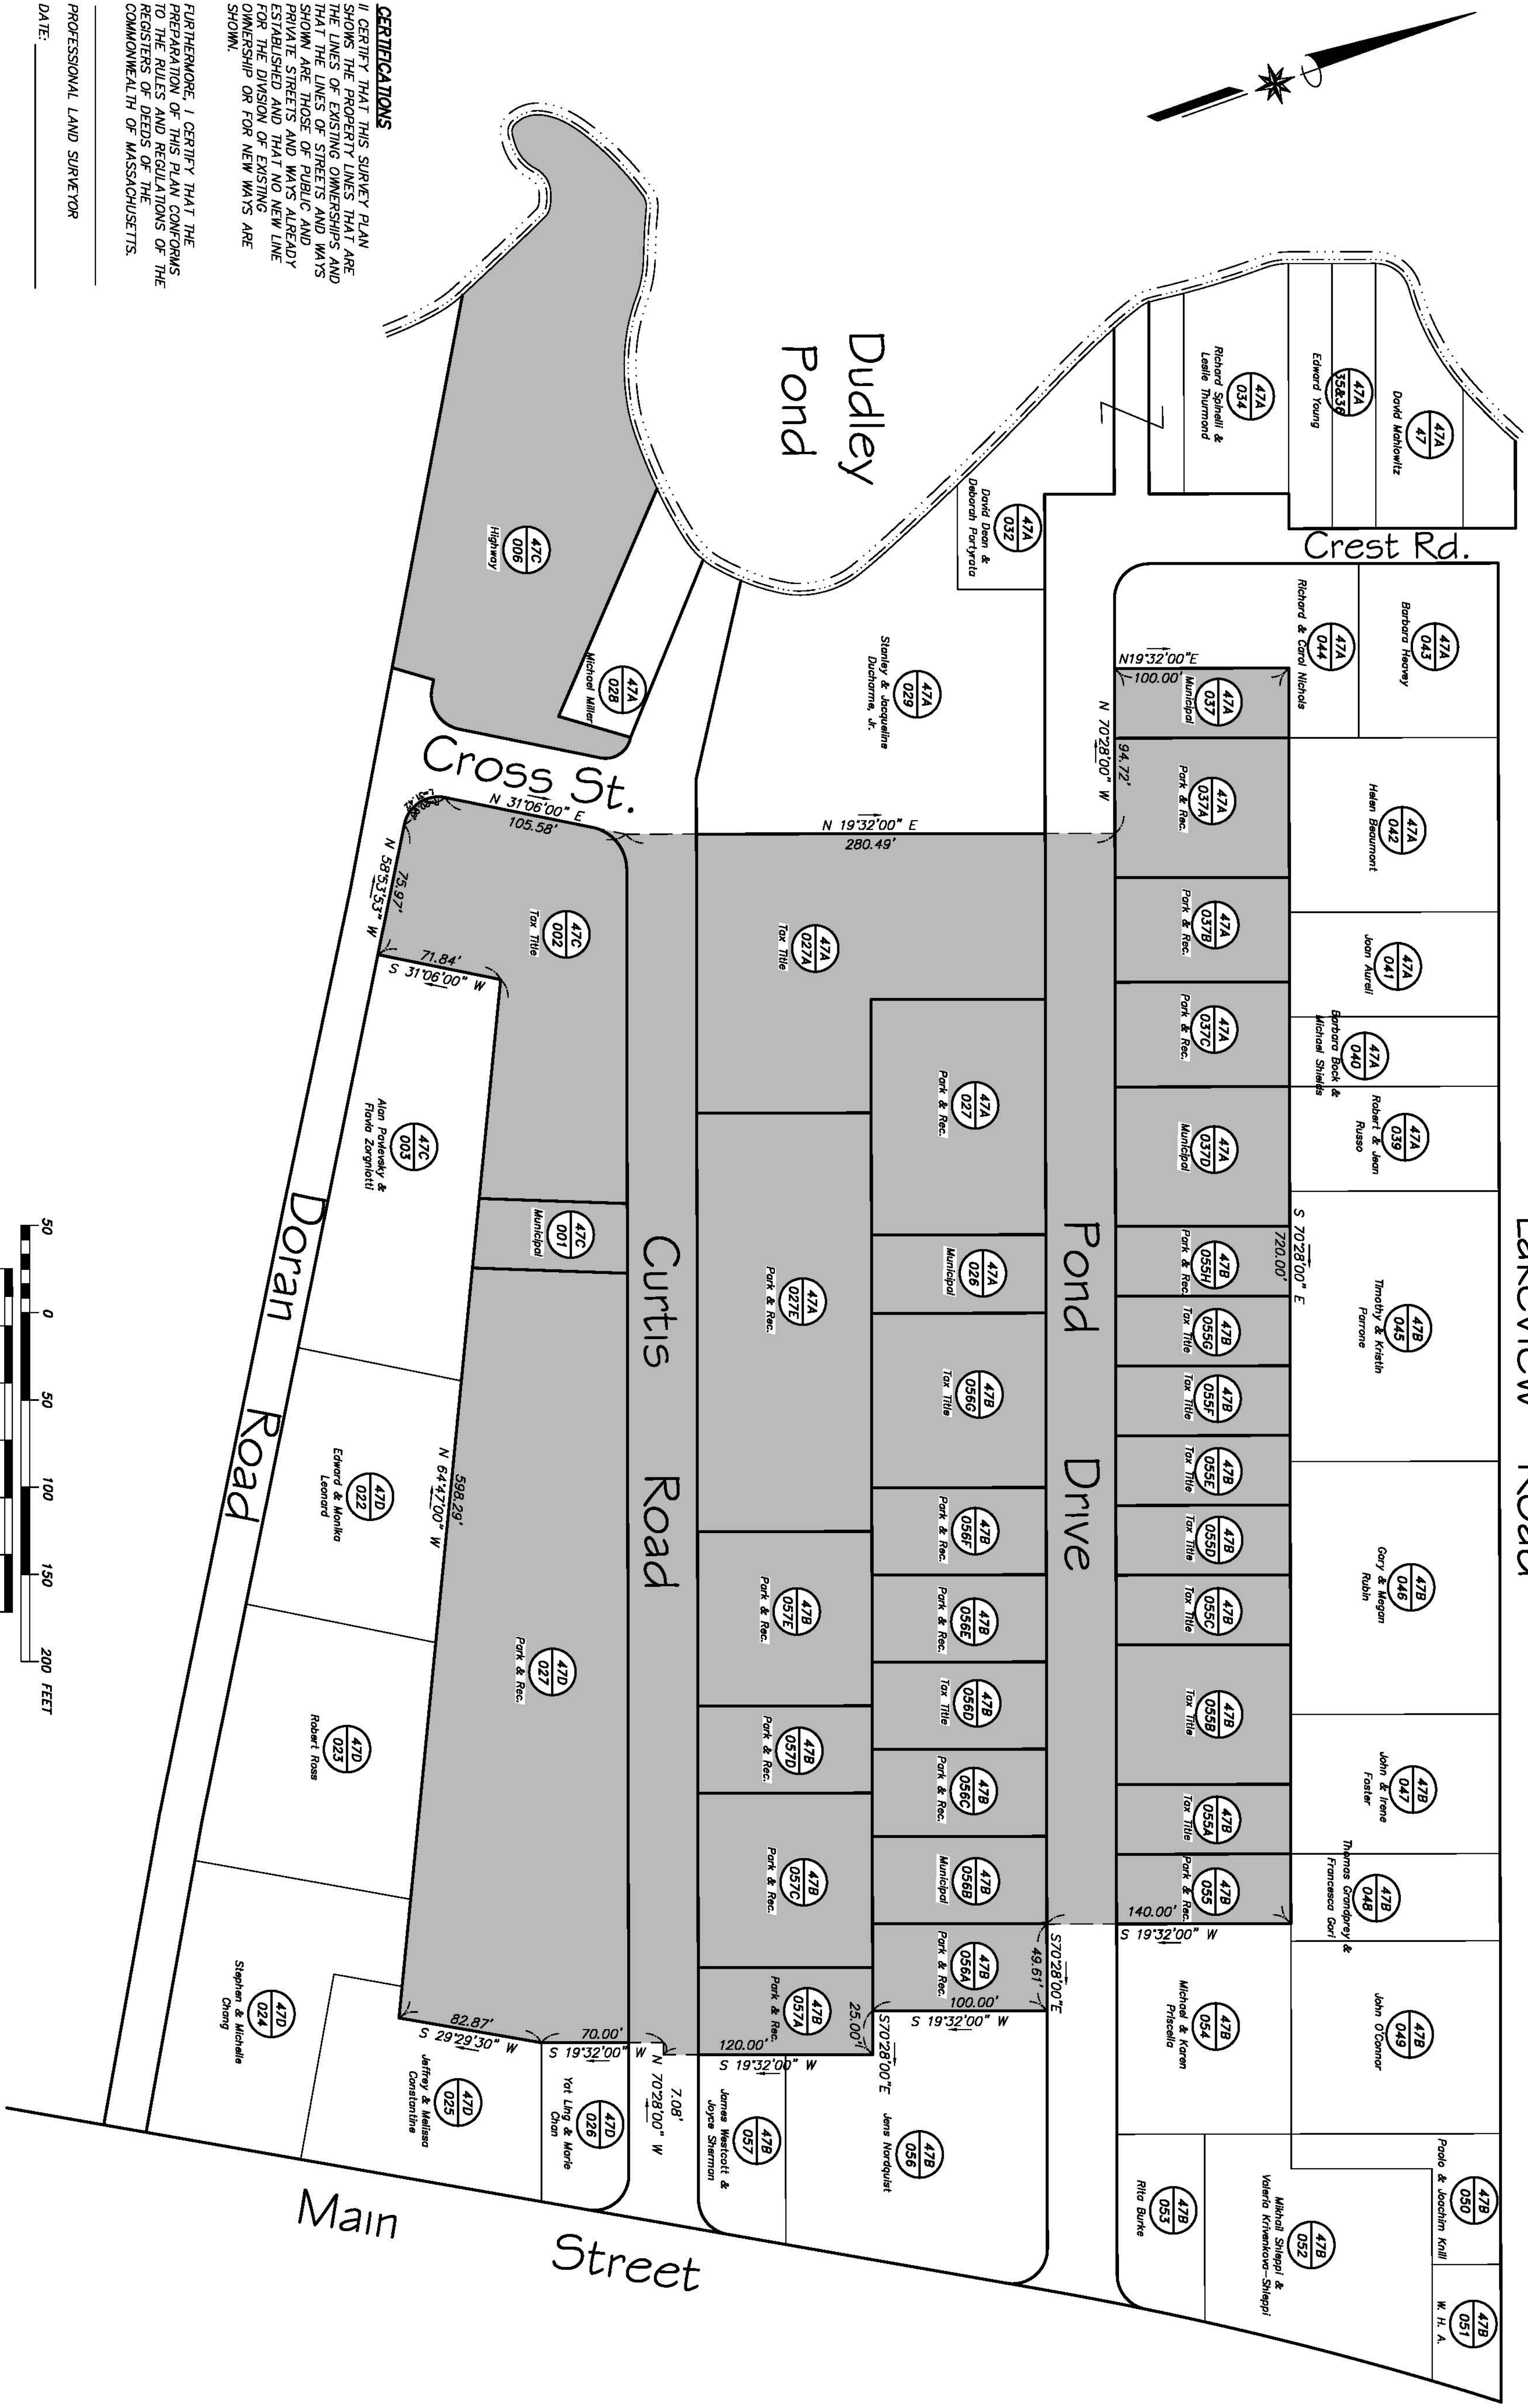 Lakeview Road
Crest Rd.
Dudley
Pond
Cross St.
Pond Drive
Curtis Road
Doran Road
Main Street
47A
47
David Mahlowitz
47A
35&36
Edward Young
47A
034
Richard Spinelli &
Leslie Thurmond
47A
032
David Dean &
Deborah Portyrata
47A
029
Stanley & Jacqueline
Ducharme, Jr.
47A
028
Michael Miller
47C
006
Highway
47A
043
Barbara Heavey
47A
044
Richard & Carol Nichols
47A
042
Helen Beaumont
47A
041
Joan Aureli
47A
040
Barbara Bock &
Michael Shields
47A
039
Robert & Jean
Russo
47B
045
Timothy & Kristin
Parrone
47B
046
Gary & Megan
Rubin
47B
047
John & Irene
Foster
47B
048
Thomas Grandprey &
Francesca Gori
47B
049
John O'Connor
47B
050
Paolo & Joachim Knill
47B
051
W. H. A.
47B
052
Mikhail Shleppi &
Valeria Krivenkova-Shleppi
47B
053
Rita Burke
47B
054
Michael & Karen
Priscella
N19°32'00"E
100.00'
N 70°28'00" W
94.72'
S 70°28'00" E
720.00'
47A
037
Municipal
47A
037A
Park & Rec.
47A
037B
Park & Rec.
47A
037C
Park & Rec.
47A
037D
Municipal
47B
055H
Park & Rec.
47B
055G
Tax Title
47B
055F
Tax Title
47B
055E
Tax Title
47B
055D
Tax Title
47B
055C
Tax Title
47B
055B
Tax Title
47B
055A
Tax Title
47B
055
Park & Rec.
140.00'
S 19°32'00" W
S70°28'00"E
49.61'
N 19°32'00" E
280.49'
47A
027A
Tax Title
47A
027
Park & Rec.
47A
026
Municipal
47B
056G
Tax Title
47B
056F
Park & Rec.
47B
056E
Park & Rec.
47B
056D
Tax Title
47B
056C
Park & Rec.
47B
056B
Municipal
47B
056A
Park & Rec.
100.00'
S 19°32'00" W
S70°28'00"E
25.00'
47B
056
Jens Nordquist
47A
027E
Park & Rec.
47B
057E
Park & Rec.
47B
057D
Park & Rec.
47B
057C
Park & Rec.
47B
057A
Park & Rec.
120.00'
S 19°32'00" W
47B
057
James Westcott &
Joyce Sherman
7.08'
N 70°28'00" W
70.00'
S 19°32'00" W
N 31°06'00" E
105.58'
75.97'
N 58°53'53" W
71.84'
S 31°06'00" W
47C
002
Tax Title
47C
001
Municipal
47D
027
Park & Rec.
598.29'
N 64°47'00" W
82.87'
S 29°29'30" W
47C
003
Alan Pavlevsky &
Flavia Zorgniotti
47D
022
Edward & Monika
Leonard
47D
023
Robert Ross
47D
024
Stephen & Michelle
Chang
47D
025
Jeffrey & Melissa
Constantine
47D
026
Yat Ling & Marie
Chan
CERTIFICATIONS
II CERTIFY THAT THIS SURVEY PLAN
SHOWS THE PROPERTY LINES THAT ARE
THE LINES OF EXISTING OWNERSHIPS AND
THAT THE LINES OF STREETS AND WAYS
SHOWN ARE THOSE OF PUBLIC AND
PRIVATE STREETS AND WAYS ALREADY
ESTABLISHED AND THAT NO NEW LINE
FOR THE DIVISION OF EXISTING
OWNERSHIP OR FOR NEW WAYS ARE
SHOWN.
FURTHERMORE, I CERTIFY THAT THE
PREPARATION OF THIS PLAN CONFORMS
TO THE RULES AND REGULATIONS OF THE
REGISTERS OF DEEDS OF THE
COMMONWEALTH OF MASSACHUSETTS.
PROFESSIONAL LAND SURVEYOR
DATE:
50 0 50 100 150 200 FEET